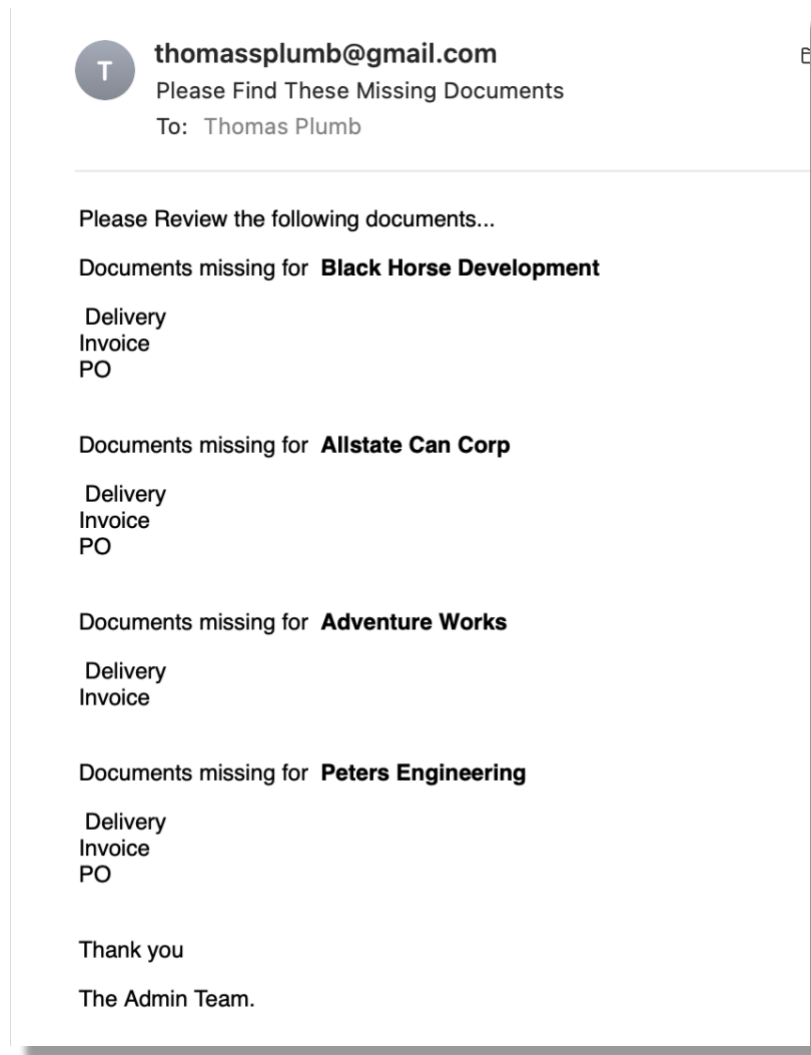 T
thomassplumb@gmail.com
Please Find These Missing Documents
To: Thomas Plumb
Please Review the following documents...
Documents missing for Black Horse Development
Delivery
Invoice
PO
Documents missing for Allstate Can Corp
Delivery
Invoice
PO
Documents missing for Adventure Works
Delivery
Invoice
Documents missing for Peters Engineering
Delivery
Invoice
PO
Thank you
The Admin Team.